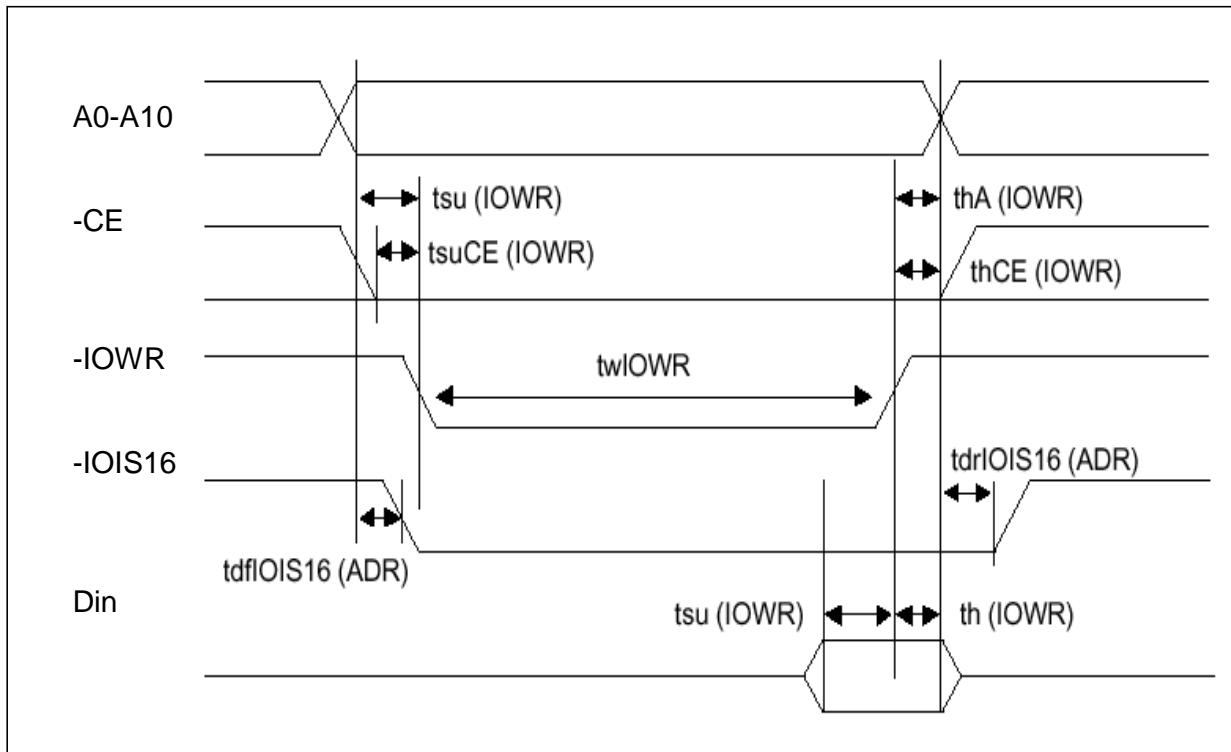 A0-A10
tsu (IOWR)
thA (IOWR)
-CE
tsuCE (IOWR)
thCE (IOWR)
-IOWR
twIOWR
-IOIS16
tdrIOIS16 (ADR)
tdfIOIS16 (ADR)
Din
tsu (IOWR)
th (IOWR)